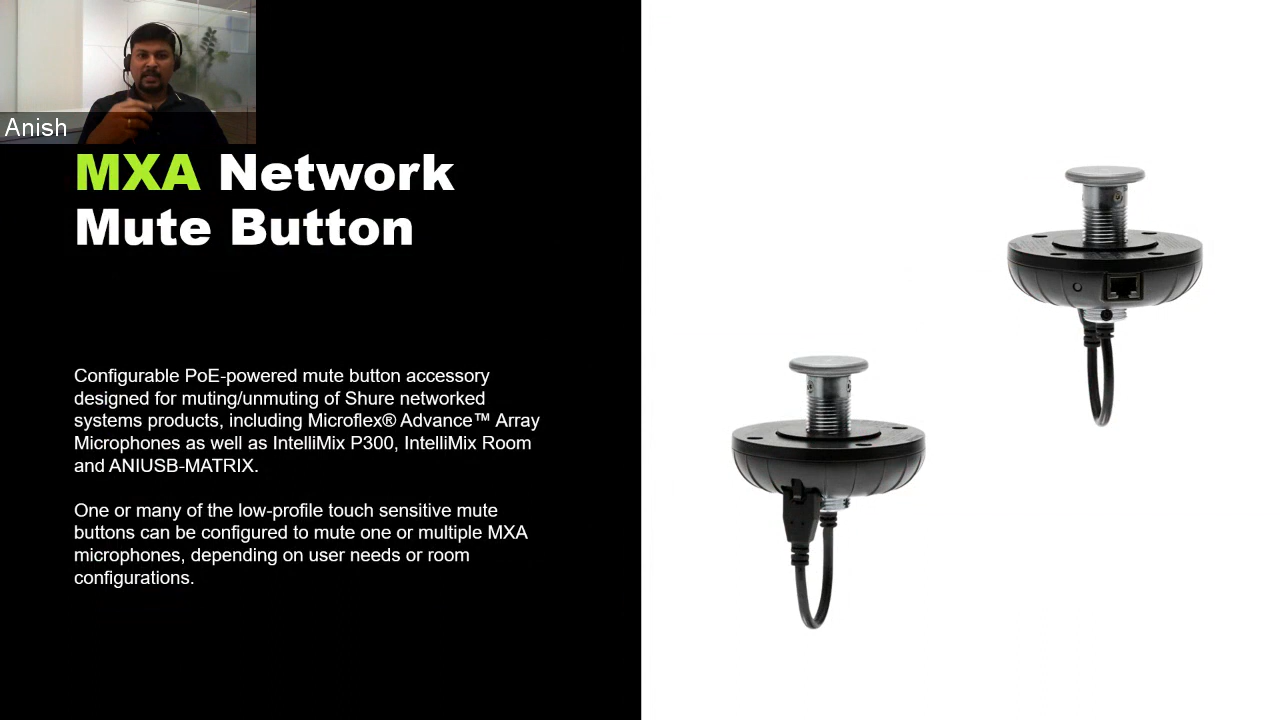 Anish
MXA Network
Mute Button
Configurable PoE-powered mute button accessory
designed for muting/unmuting of Shure networked
systems products, including Microflex® Advance™ Array
Microphones as well as IntelliMix P300, IntelliMix Room
and ANIUSB-MATRIX.
One or many of the low-profile touch sensitive mute
buttons can be configured to mute one or multiple MXA
microphones, depending on user needs or room
configurations.